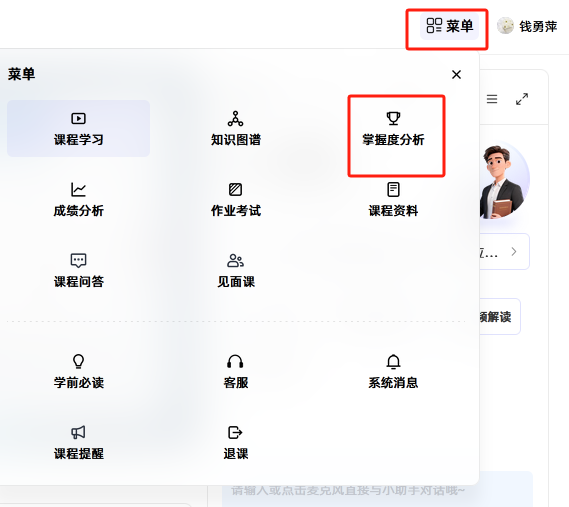 菜单
钱勇萍
菜单
课程学习
知识图谱
掌握度分析
成绩分析
作业考试
课程资料
课程问答
见面课
学前必读
客服
系统消息
课程提醒
退课
频解读
请输入或点击麦克风直接与小助手对话哦~